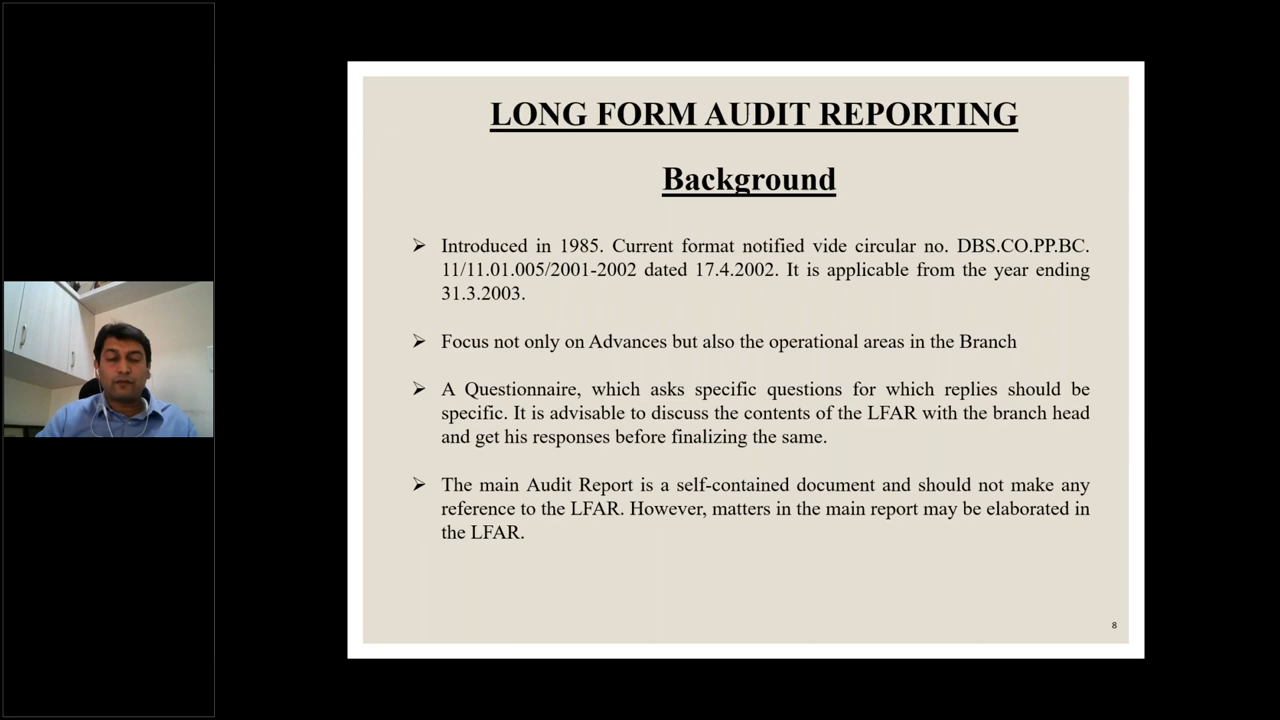 LONG FORM AUDIT REPORTING
Background
➢ Introduced in 1985. Current format notified vide circular no. DBS.CO.PP.BC.
11/11.01.005/2001-2002 dated 17.4.2002. It is applicable from the year ending
31.3.2003.
➢ Focus not only on Advances but also the operational areas in the Branch
➢ A Questionnaire, which asks specific questions for which replies should be
specific. It is advisable to discuss the contents of the LFAR with the branch head
and get his responses before finalizing the same.
➢ The main Audit Report is a self-contained document and should not make any
reference to the LFAR. However, matters in the main report may be elaborated in
the LFAR.
8